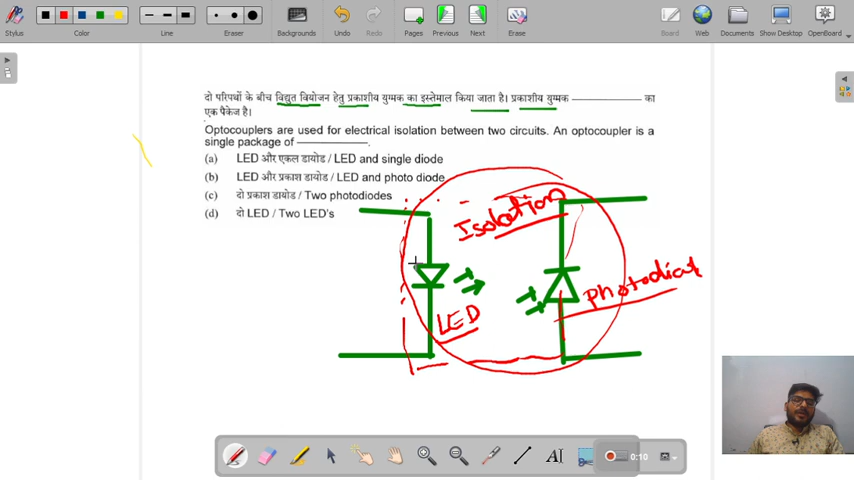 Stylus
Color
Line
Eraser
Backgrounds
Undo
Redo
Pages
Previous
Next
Erase
Board
Web
Documents
Show Desktop
OpenBoard
दो परिपथों के बीच विद्युत वियोजन हेतु प्रकाशीय युग्मक का इस्तेमाल किया जाता है। प्रकाशीय युग्मक ____________ का
एक पैकेज है।
Optocouplers are used for electrical isolation between two circuits. An optocoupler is a
single package of ____________.
(a) LED और एकल डायोड / LED and single diode
(b) LED और प्रकाश डायोड / LED and photo diode
(c) दो प्रकाश डायोड / Two photodiodes
(d) दो LED / Two LED's
Isolation
LED
0:10